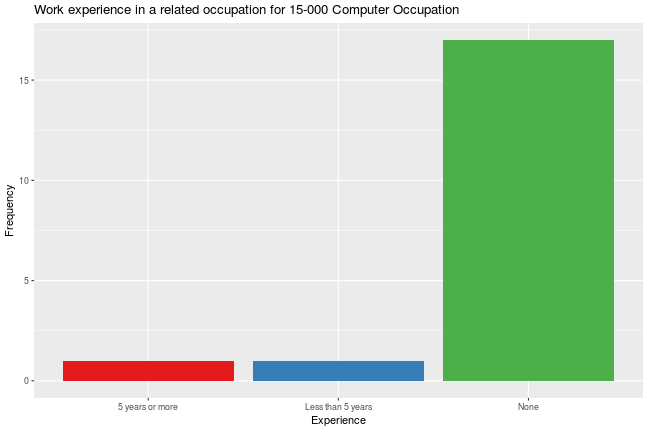 Work experience in a related occupation for 15-000 Computer Occupation
Frequency
15
10
5
0
5 years or more
Less than 5 years
None
Experience